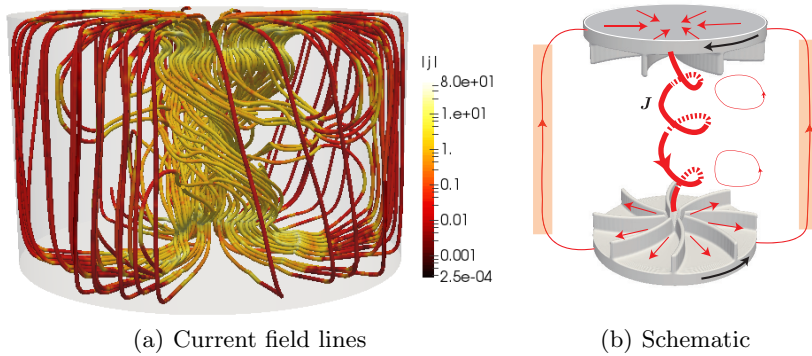 |j|
8.0e+01
1.e+01
1.
0.1
0.01
0.001
2.5e-04
J
(a) Current field lines
(b) Schematic